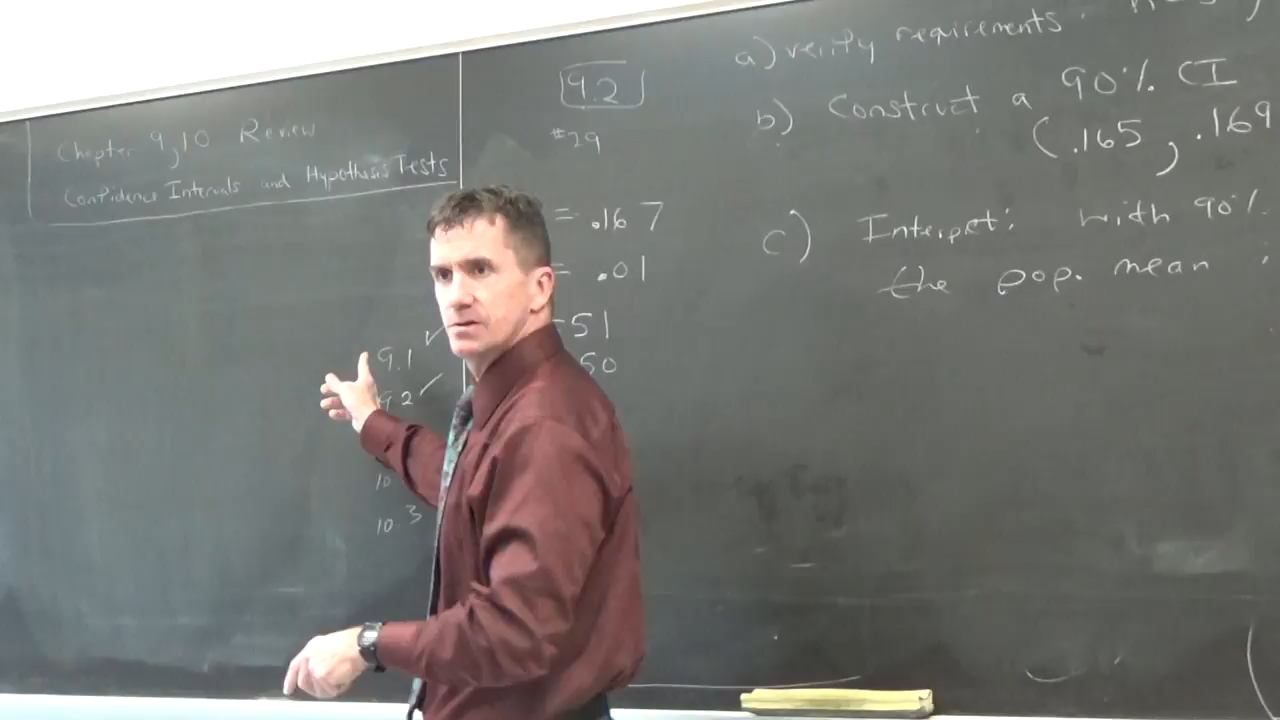 Chapter 9,10 Review
Confidence Intervals and Hypothesis Tests
9.1 ✓
9.2 ✓
10
10.3
9.2
#29
= .167
= .01
=51
50
a) verify requirements.
b) Construct a 90% CI
(.165, .169
c) Interpret: with 90%
the pop. mean